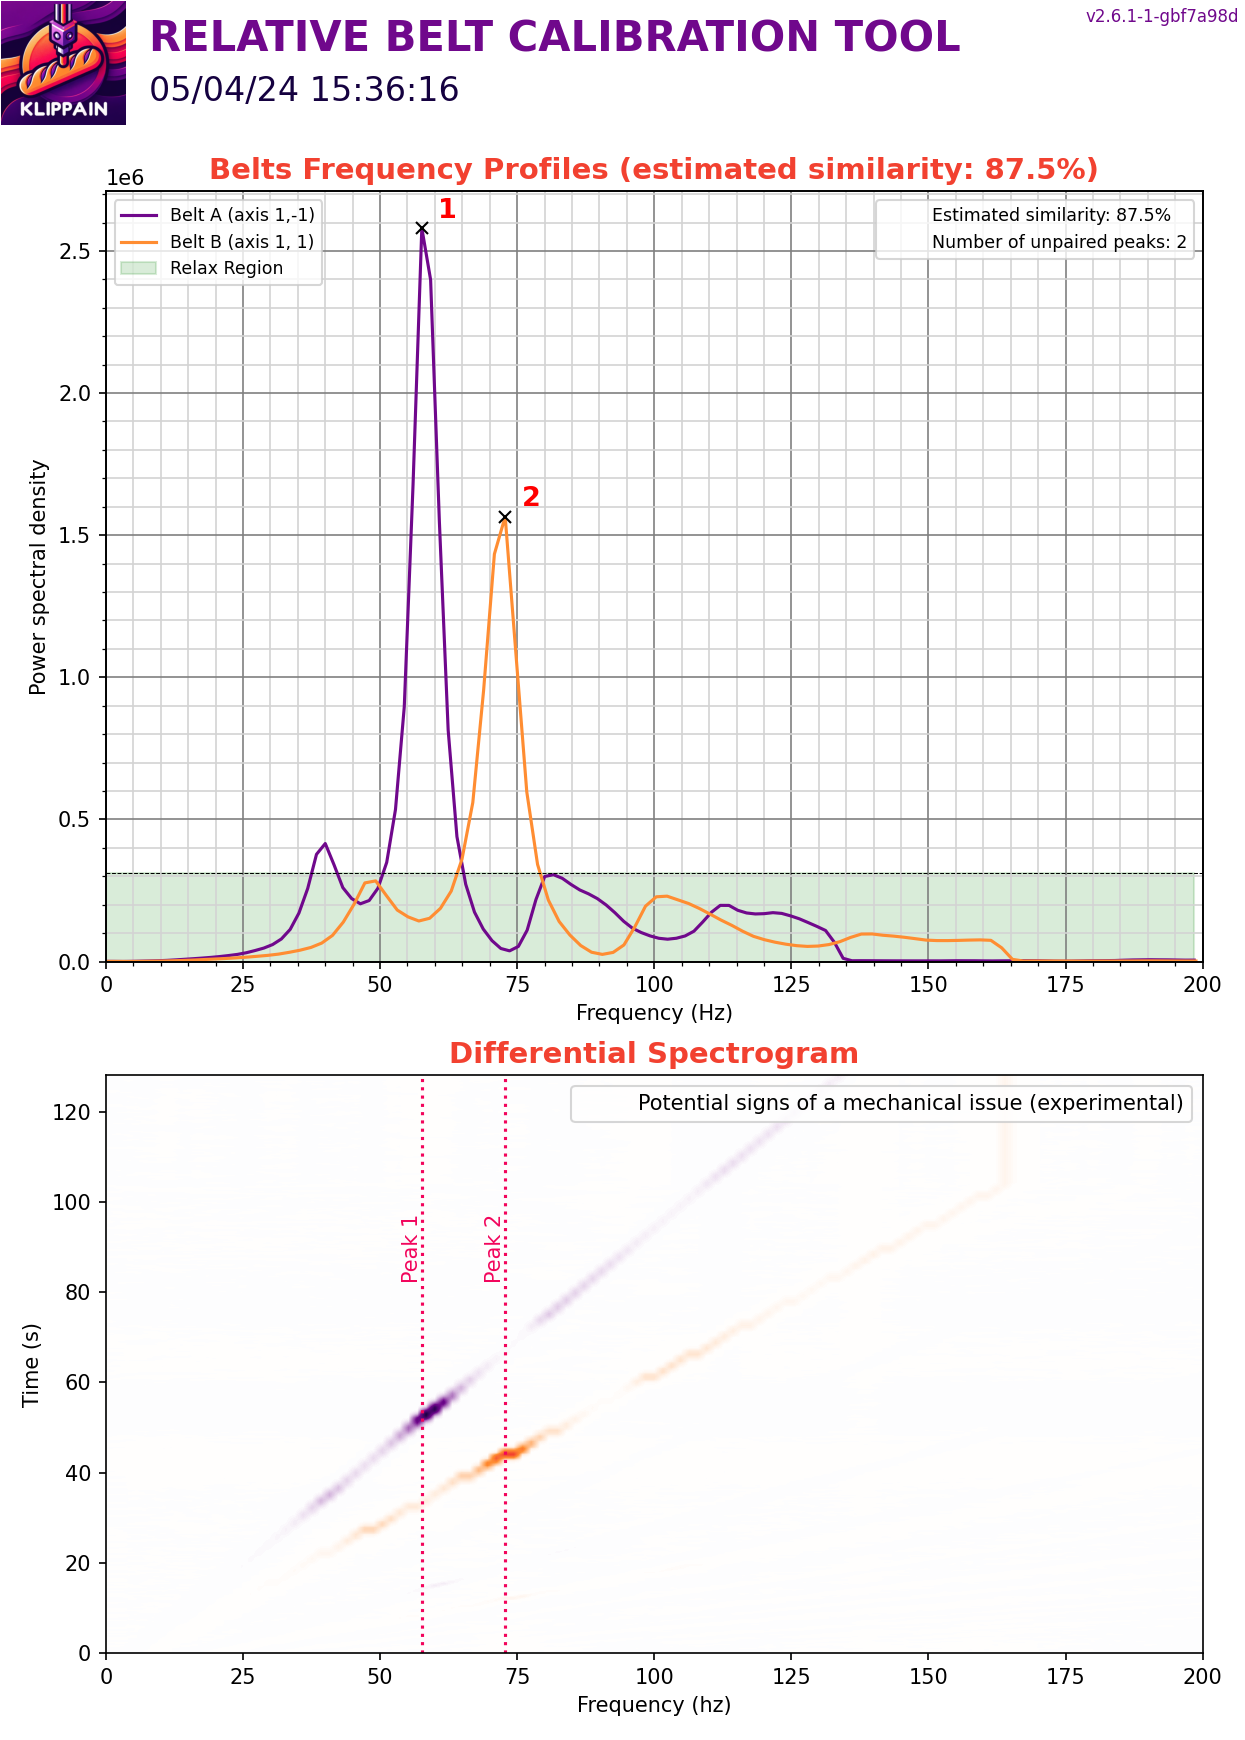 KLIPPAIN
RELATIVE BELT CALIBRATION TOOL
v2.6.1-1-gbf7a98d
05/04/24 15:36:16
Belts Frequency Profiles (estimated similarity: 87.5%)
1e6
Belt A (axis 1,-1)
Belt B (axis 1, 1)
Relax Region
Estimated similarity: 87.5%
Number of unpaired peaks: 2
1
2
Power spectral density
2.5
2.0
1.5
1.0
0.5
0.0
0 25 50 75 100 125 150 175 200
Frequency (Hz)
Differential Spectrogram
Potential signs of a mechanical issue (experimental)
Peak 1
Peak 2
Time (s)
120
100
80
60
40
20
0
0 25 50 75 100 125 150 175 200
Frequency (hz)